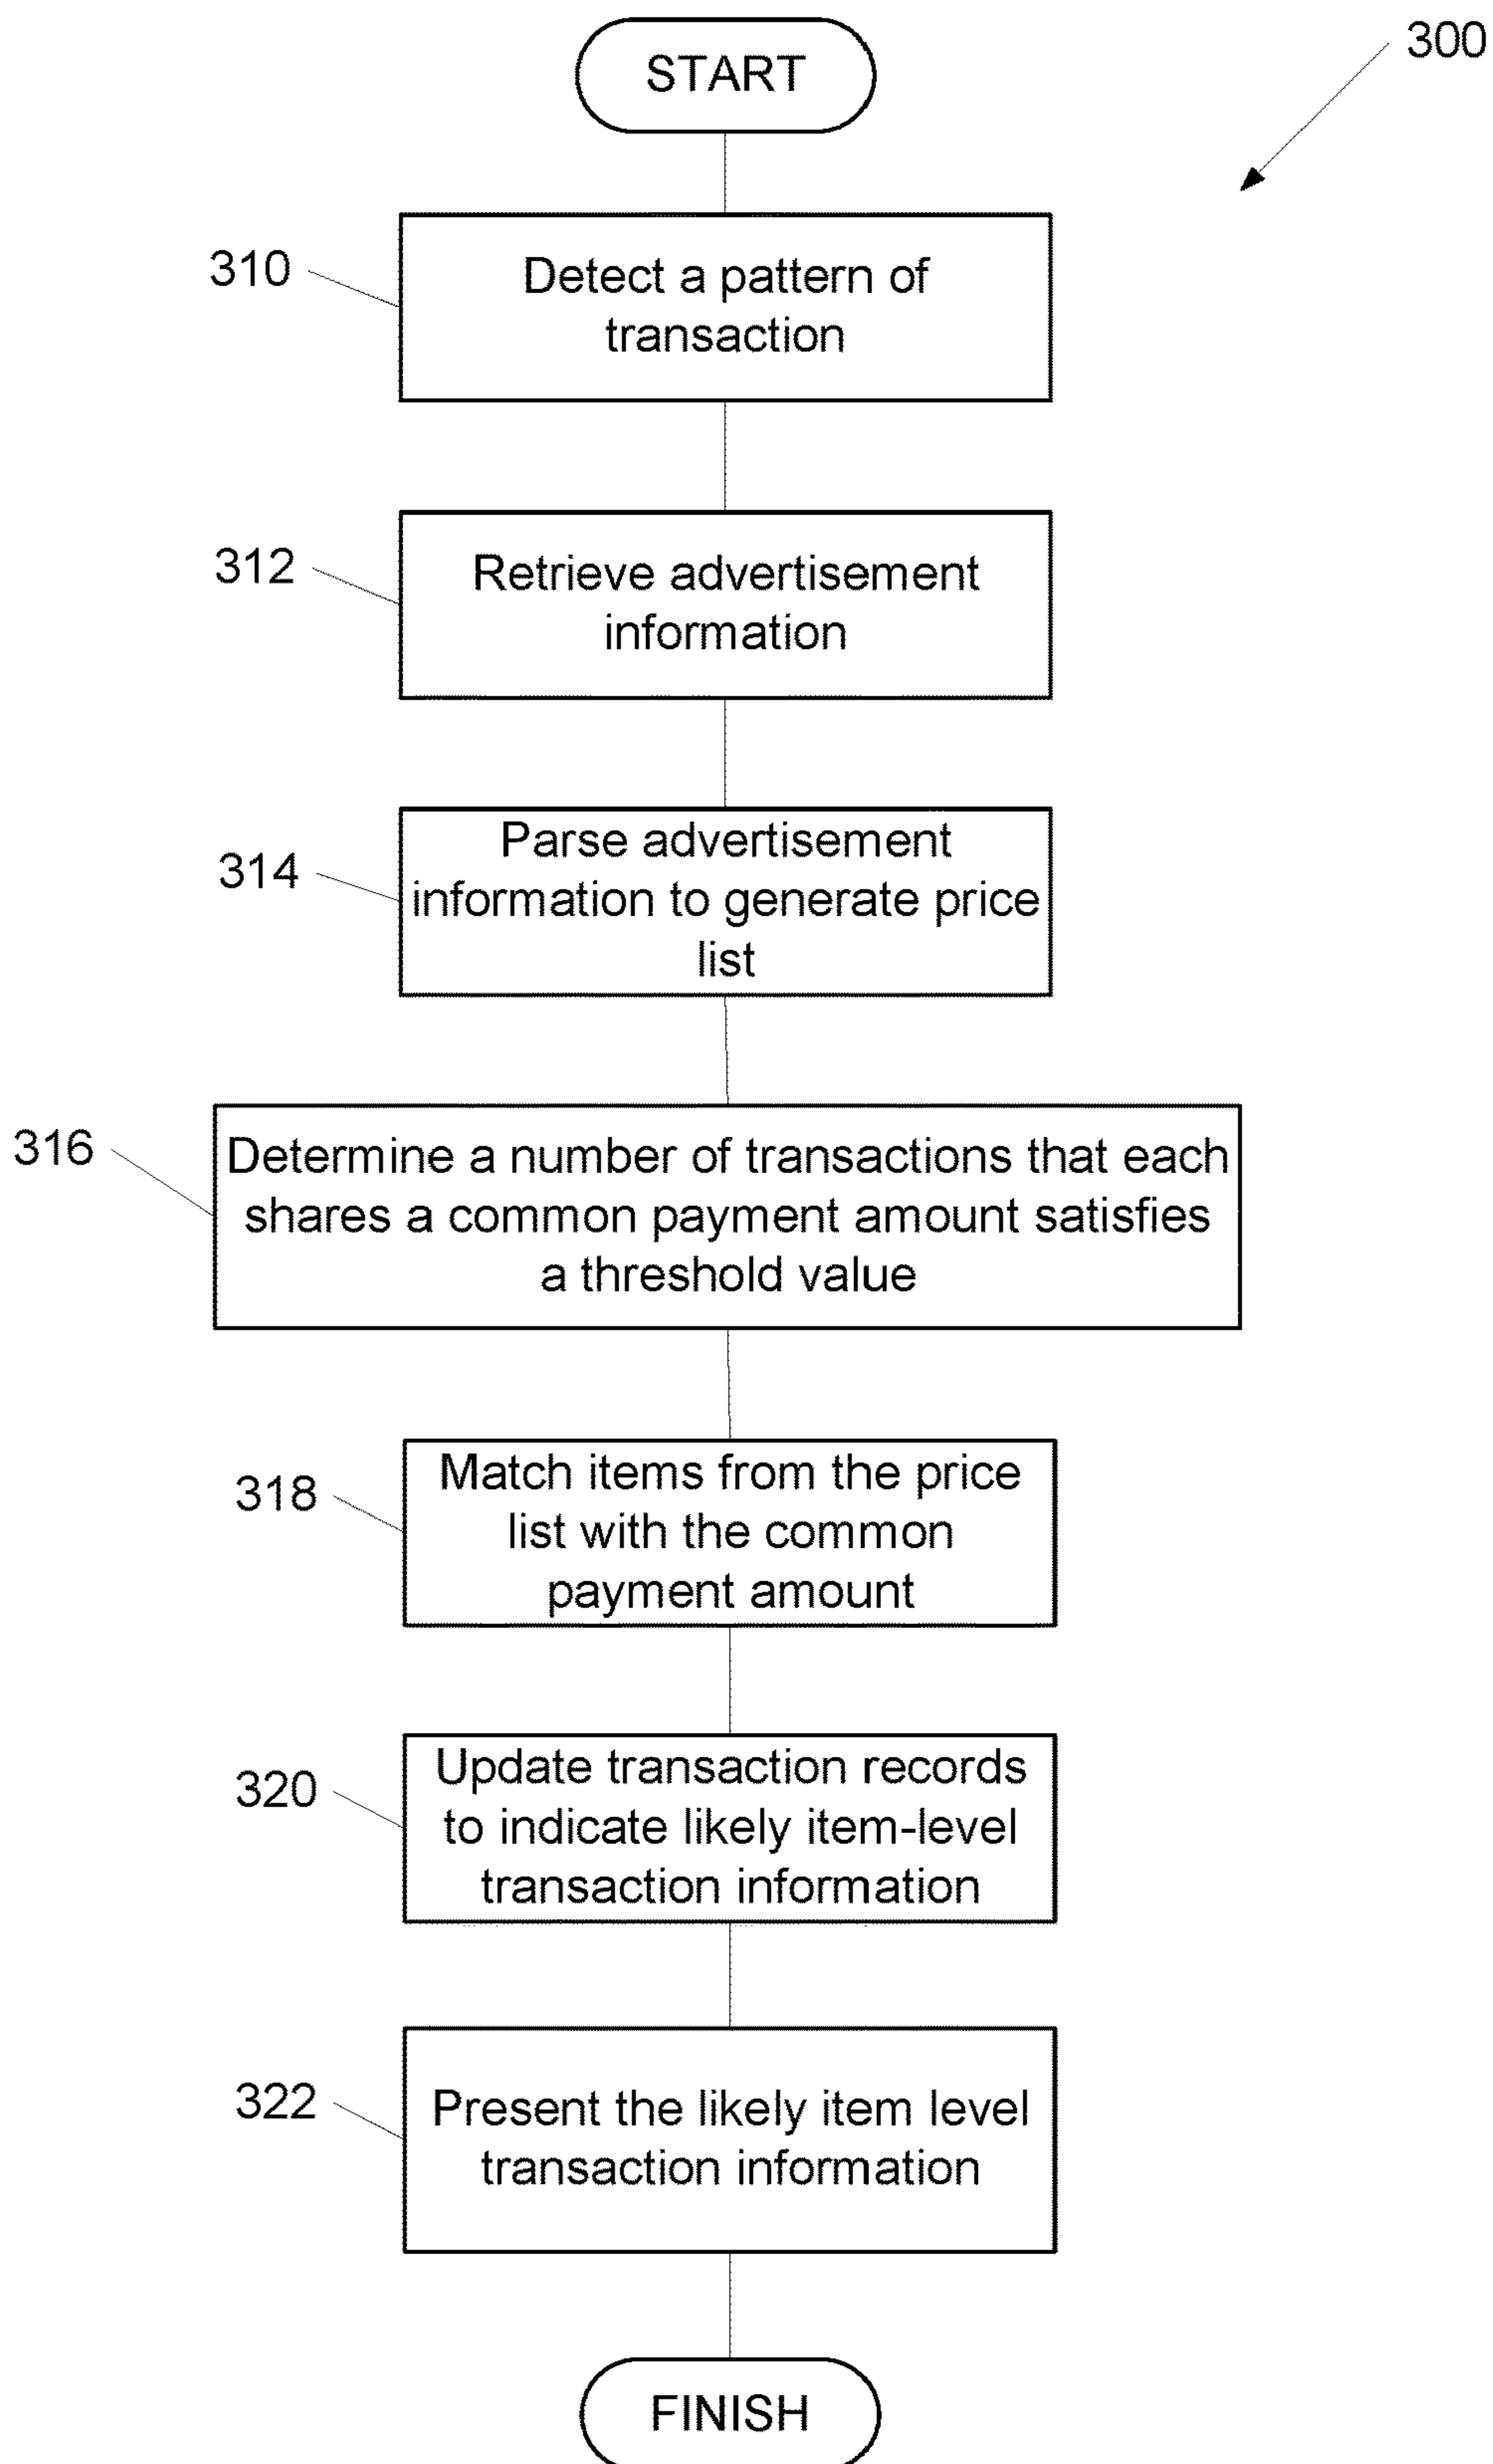 START
300
310
Detect a pattern of
transaction
312
Retrieve advertisement
information
314
Parse advertisement
information to generate price
list
316
Determine a number of transactions that each
shares a common payment amount satisfies
a threshold value
318
Match items from the price
list with the common
payment amount
320
Update transaction records
to indicate likely item-level
transaction information
322
Present the likely item level
transaction information
FINISH